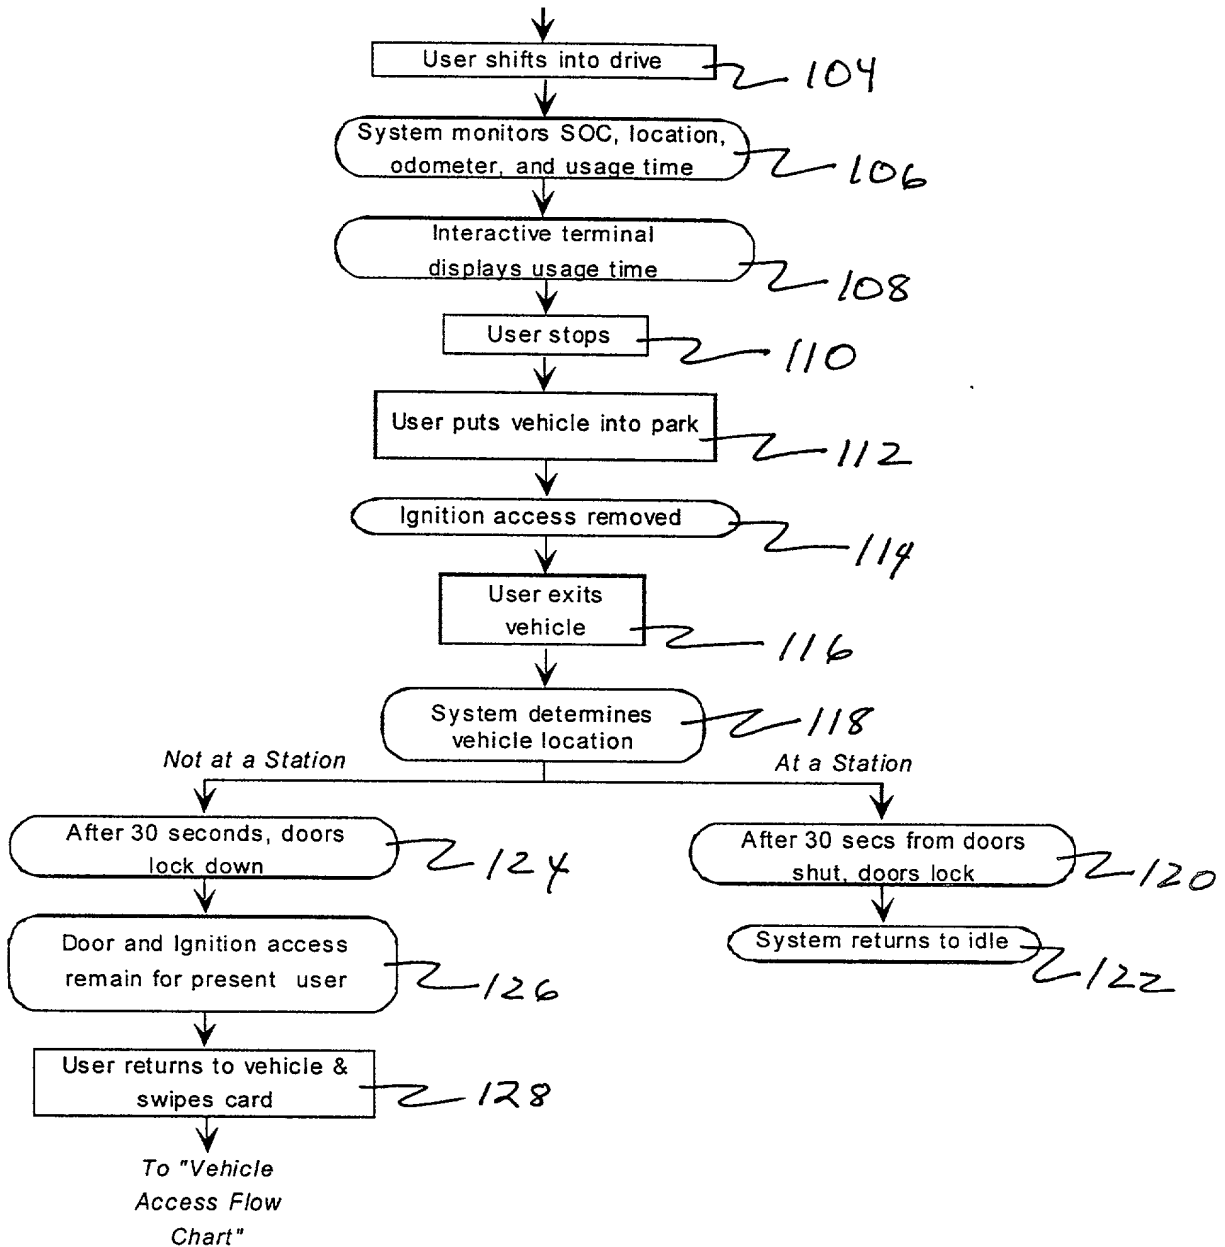 User shifts into drive
104
System monitors SOC, location,
odometer, and usage time
106
Interactive terminal
displays usage time
108
User stops
110
User puts vehicle into park
112
Ignition access removed
114
User exits
vehicle
116
System determines
vehicle location
118
Not at a Station
At a Station
After 30 seconds, doors
lock down
124
After 30 secs from doors
shut, doors lock
120
Door and Ignition access
remain for present user
126
System returns to idle
122
User returns to vehicle &
swipes card
128
To "Vehicle
Access Flow
Chart"